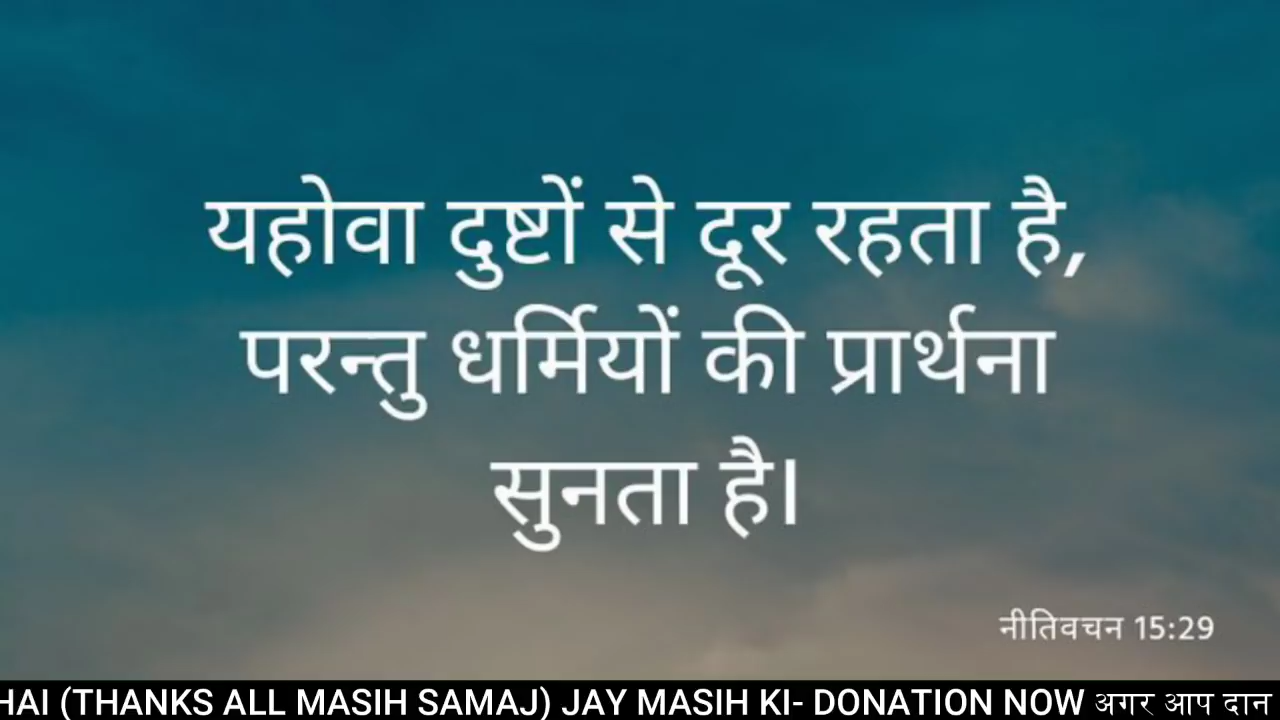 यहोवा दुष्टों से दूर रहता है,
परन्तु धर्मियों की प्रार्थना
सुनता है।
नीतिवचन 15:29
HAI (THANKS ALL MASIH SAMAJ) JAY MASIH KI- DONATION NOW अगर आप दान